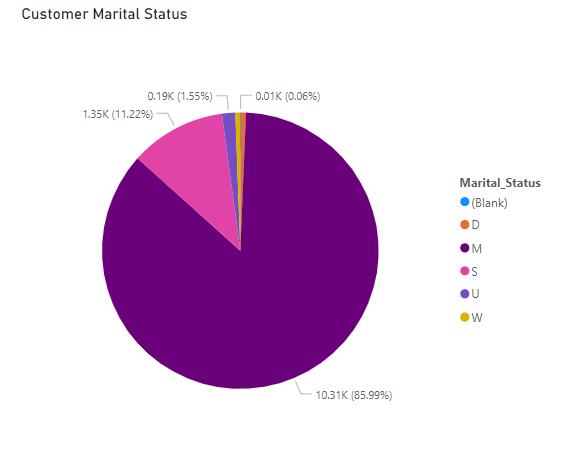 Customer Marital Status
0.19K (1.55%)
0.01K (0.06%)
1.35K (11.22%)
10.31K (85.99%)
Marital_Status
(Blank)
D
M
S
U
W